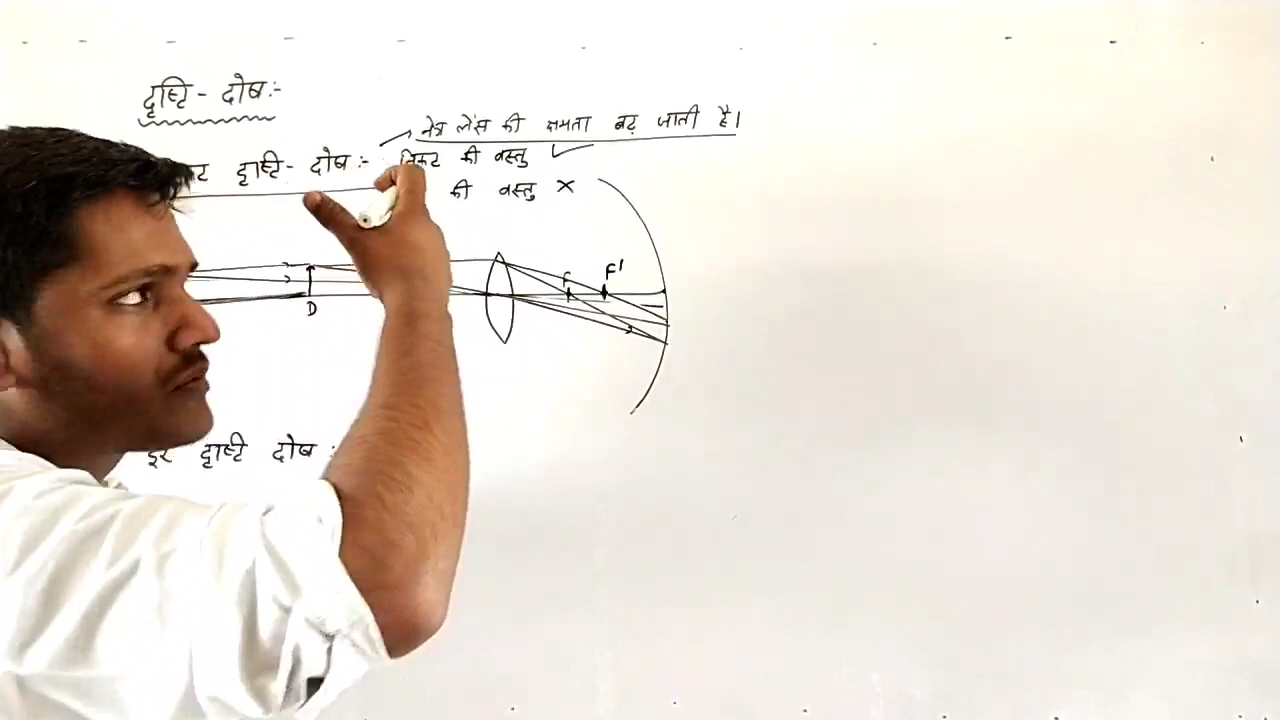 दृष्टि - दोष :-
नेत्र लेंस की क्षमता बढ़ जाती है।
दृष्टि - दोष :- निकट की वस्तु ✓
की वस्तु ×
F F'
D
दूर दृष्टि दोष :